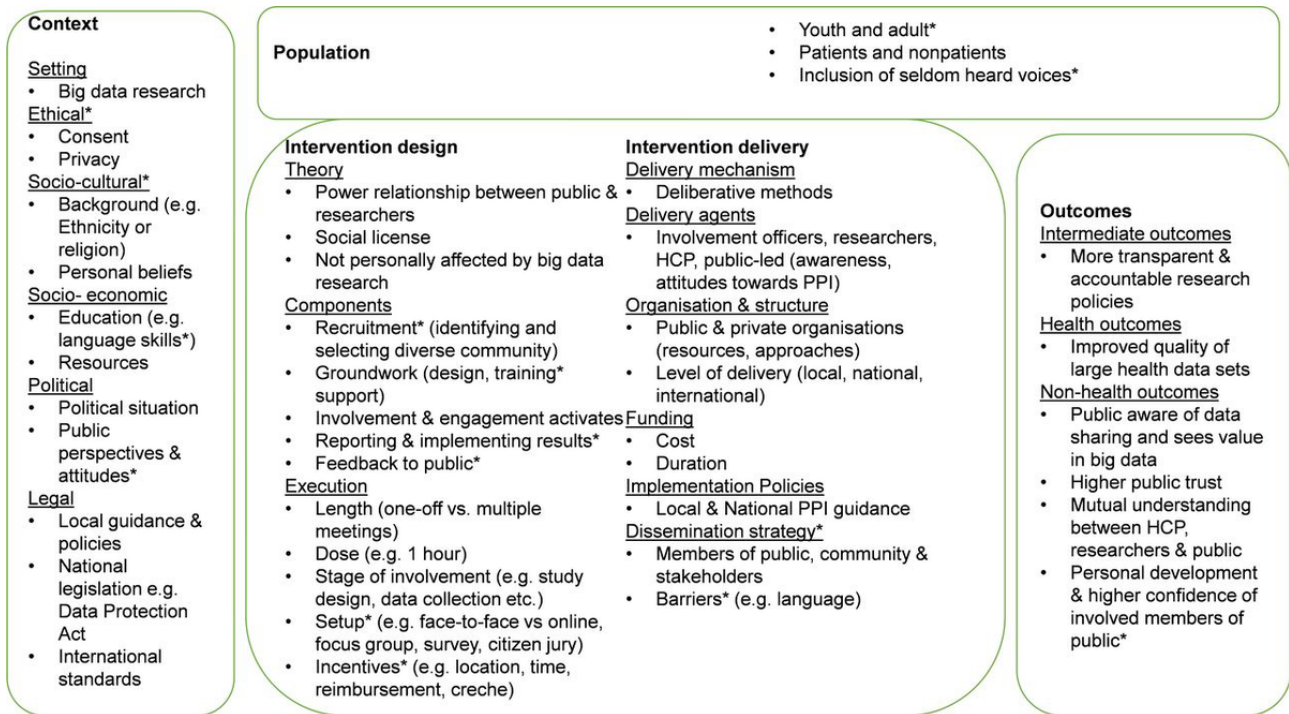 Context
Setting
• Big data research
Ethical*
• Consent
• Privacy
Socio-cultural*
• Background (e.g.
Ethnicity or
religion)
• Personal beliefs
Socio- economic
• Education (e.g.
language skills*)
• Resources
Political
• Political situation
• Public
perspectives &
attitudes*
Legal
• Local guidance &
policies
• National
legislation e.g.
Data Protection
Act
• International
standards
Population
• Youth and adult*
• Patients and nonpatients
• Inclusion of seldom heard voices*
Intervention design
Theory
• Power relationship between public &
researchers
• Social license
• Not personally affected by big data
research
Components
• Recruitment* (identifying and
selecting diverse community)
• Groundwork (design, training*
support)
• Involvement & engagement activates
• Reporting & implementing results*
• Feedback to public*
Execution
• Length (one-off vs. multiple
meetings)
• Dose (e.g. 1 hour)
• Stage of involvement (e.g. study
design, data collection etc.)
• Setup* (e.g. face-to-face vs online,
focus group, survey, citizen jury)
• Incentives* (e.g. location, time,
reimbursement, creche)
Intervention delivery
Delivery mechanism
• Deliberative methods
Delivery agents
• Involvement officers, researchers,
HCP, public-led (awareness,
attitudes towards PPI)
Organisation & structure
• Public & private organisations
(resources, approaches)
• Level of delivery (local, national,
international)
Funding
• Cost
• Duration
Implementation Policies
• Local & National PPI guidance
Dissemination strategy*
• Members of public, community &
stakeholders
• Barriers* (e.g. language)
Outcomes
Intermediate outcomes
• More transparent &
accountable research
policies
Health outcomes
• Improved quality of
large health data sets
Non-health outcomes
• Public aware of data
sharing and sees value
in big data
• Higher public trust
• Mutual understanding
between HCP,
researchers & public
• Personal development
& higher confidence of
involved members of
public*